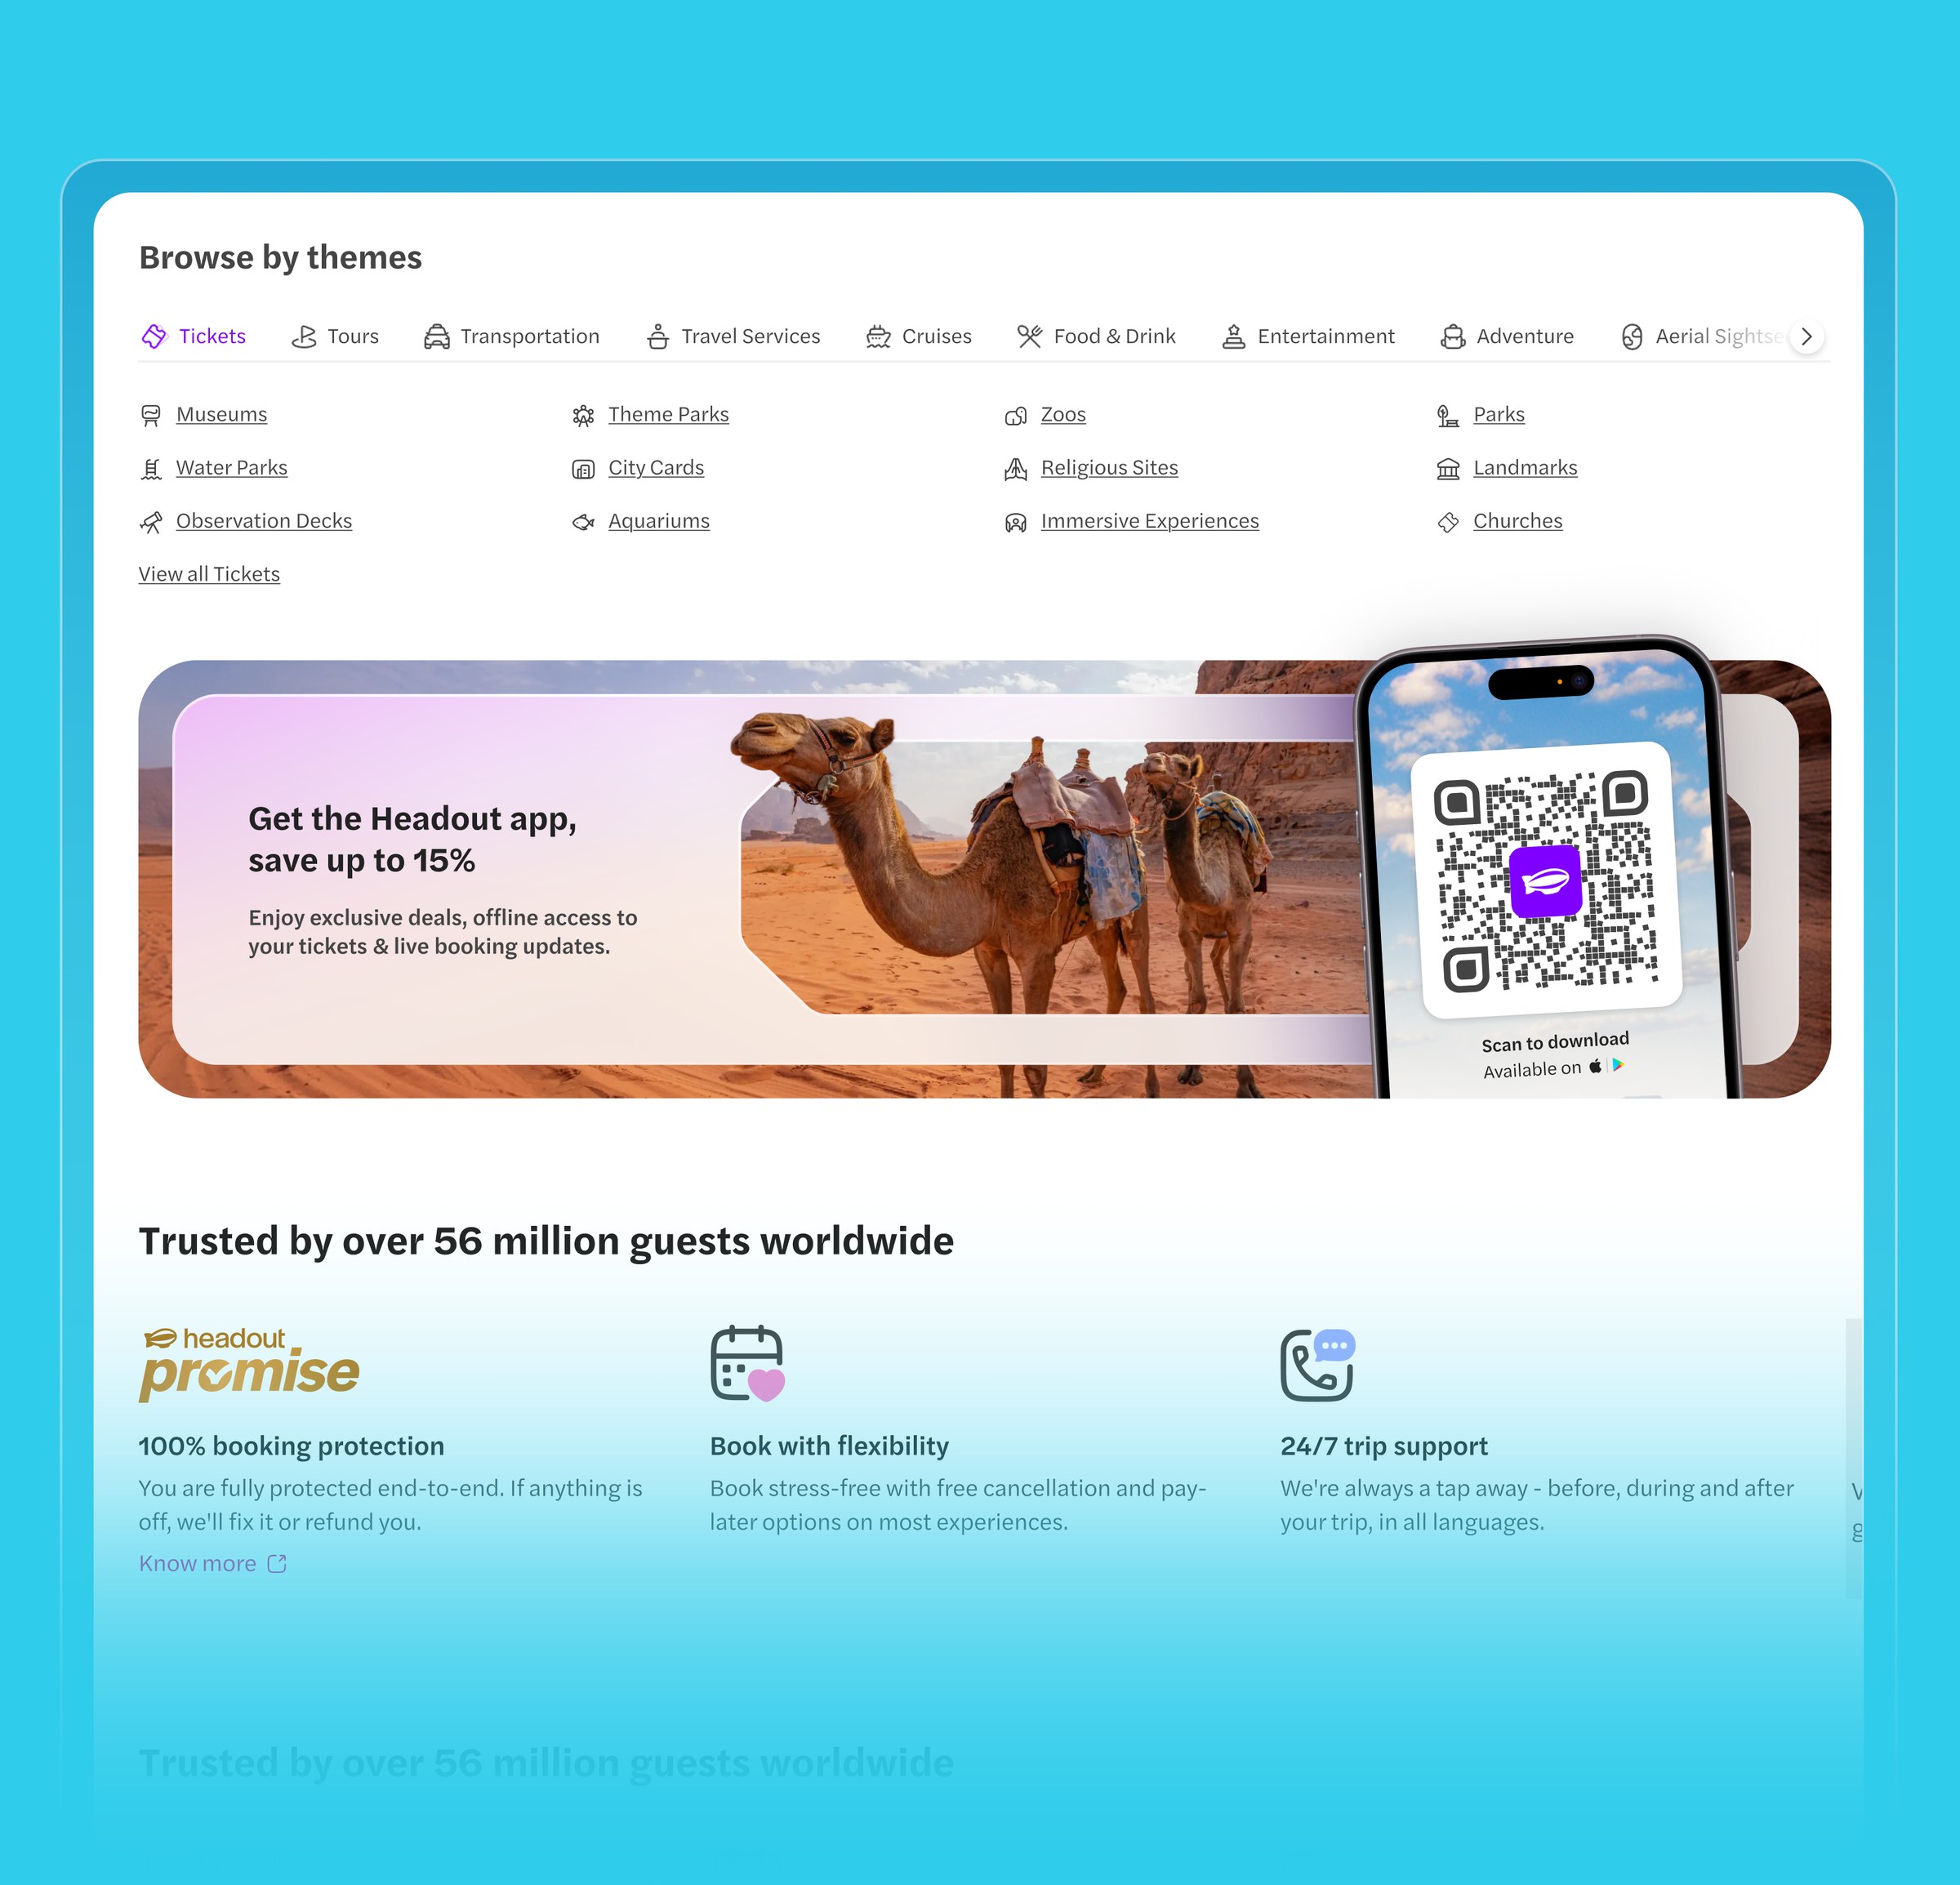 Browse by themes
Tickets Tours Transportation Travel Services Cruises Food & Drink Entertainment Adventure Aerial Sightse
Museums Theme Parks Zoos Parks
Water Parks City Cards Religious Sites Landmarks
Observation Decks Aquariums Immersive Experiences Churches
View all Tickets
Get the Headout app,
save up to 15%
Enjoy exclusive deals, offline access to
your tickets & live booking updates.
Scan to download
Available on
Trusted by over 56 million guests worldwide
headout
promise
100% booking protection
You are fully protected end-to-end. If anything is
off, we'll fix it or refund you.
Know more
Book with flexibility
Book stress-free with free cancellation and pay-
later options on most experiences.
24/7 trip support
We're always a tap away - before, during and after
your trip, in all languages.
Trusted by over 56 million guests worldwide